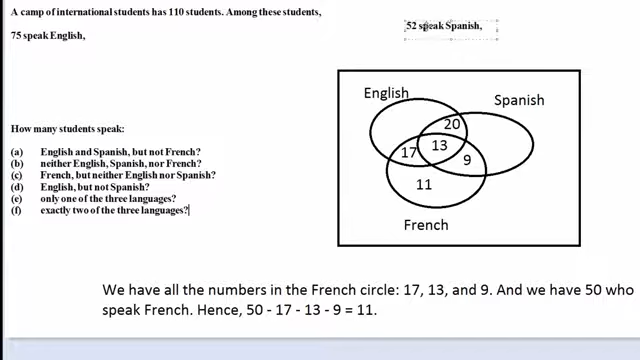 A camp of international students has 110 students. Among these students,
52 speak Spanish,
75 speak English,
English
Spanish
20
13
17
9
11
French
How many students speak:
(a) English and Spanish, but not French?
(b) neither English, Spanish, nor French?
(c) French, but neither English nor Spanish?
(d) English, but not Spanish?
(e) only one of the three languages?
(f) exactly two of the three languages?
We have all the numbers in the French circle: 17, 13, and 9. And we have 50 who
speak French. Hence, 50 - 17 - 13 - 9 = 11.